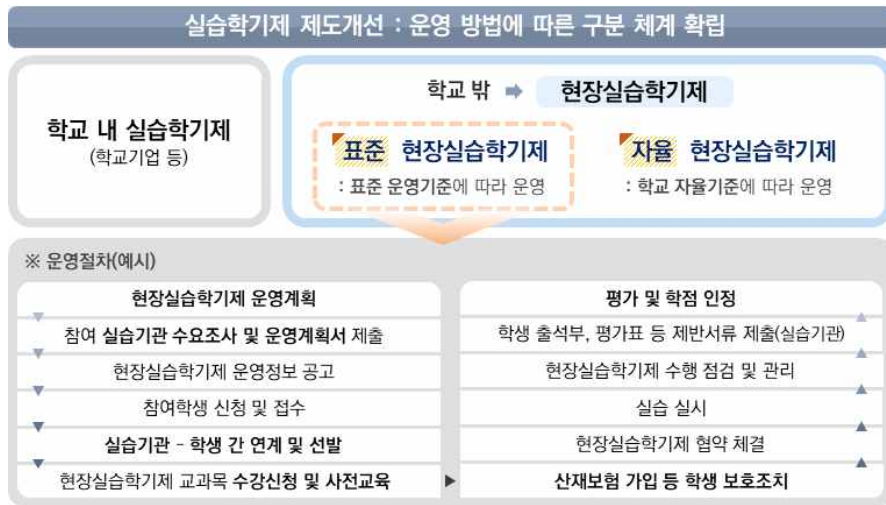 실습학기제 제도개선 : 운영 방법에 따른 구분 체계 확립
학교 내 실습학기제
(학교기업 등)
학교 밖 ➡ 현장실습학기제
표준 현장실습학기제
: 표준 운영기준에 따라 운영
자율 현장실습학기제
: 학교 자율기준에 따라 운영
※ 운영절차(예시)
현장실습학기제 운영계획
참여 실습기관 수요조사 및 운영계획서 제출
현장실습학기제 운영정보 공고
참여학생 신청 및 접수
실습기관 - 학생 간 연계 및 선발
현장실습학기제 교과목 수강신청 및 사전교육
평가 및 학점 인정
학생 출석부, 평가표 등 제반서류 제출(실습기관)
현장실습학기제 수행 점검 및 관리
실습 실시
현장실습학기제 협약 체결
산재보험 가입 등 학생 보호조치